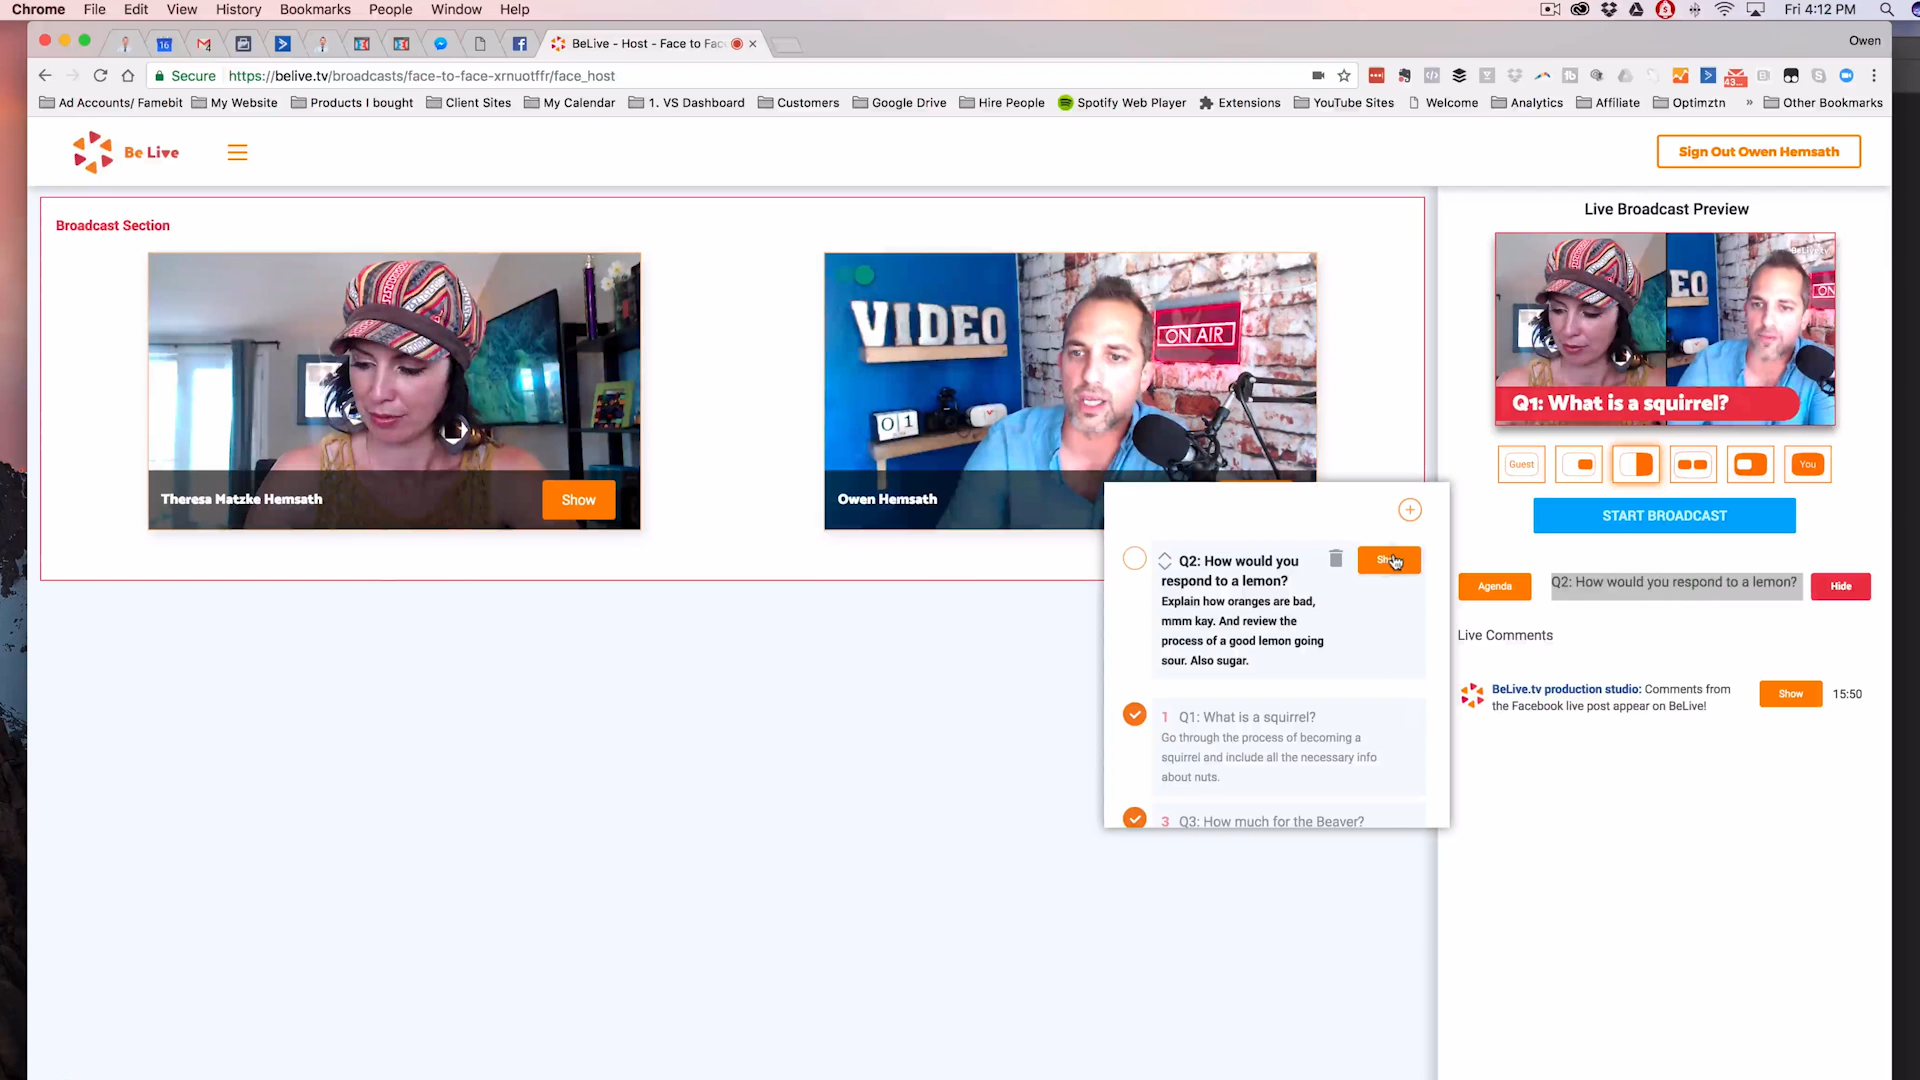 Chrome File Edit View History Bookmarks People Window Help Fri 4:12 PM
BeLive - Host - Face to Fac
Owen
Secure https://belive.tv/broadcasts/face-to-face-xrnuotffr/face_host
Ad Accounts/ Famebit My Website Products I bought Client Sites My Calendar 1. VS Dashboard Customers Google Drive Hire People Spotify Web Player Extensions YouTube Sites Welcome Analytics Affiliate Optimztn » Other Bookmarks
Be Live
Sign Out Owen Hemsath
Broadcast Section
Live Broadcast Preview
VIDEO
ON AIR
01
Theresa Matzke Hemsath
Show
Owen Hemsath
BeLive.tv
EO
ON
Q1: What is a squirrel?
Guest
You
START BROADCAST
Q2: How would you
respond to a lemon?
Explain how oranges are bad,
mmm kay. And review the
process of a good lemon going
sour. Also sugar.
1 Q1: What is a squirrel?
Go through the process of becoming a
squirrel and include all the necessary info
about nuts.
3 Q3: How much for the Beaver?
Agenda
Q2: How would you respond to a lemon?
Hide
Live Comments
BeLive.tv production studio: Comments from
the Facebook live post appear on BeLive!
Show
15:50